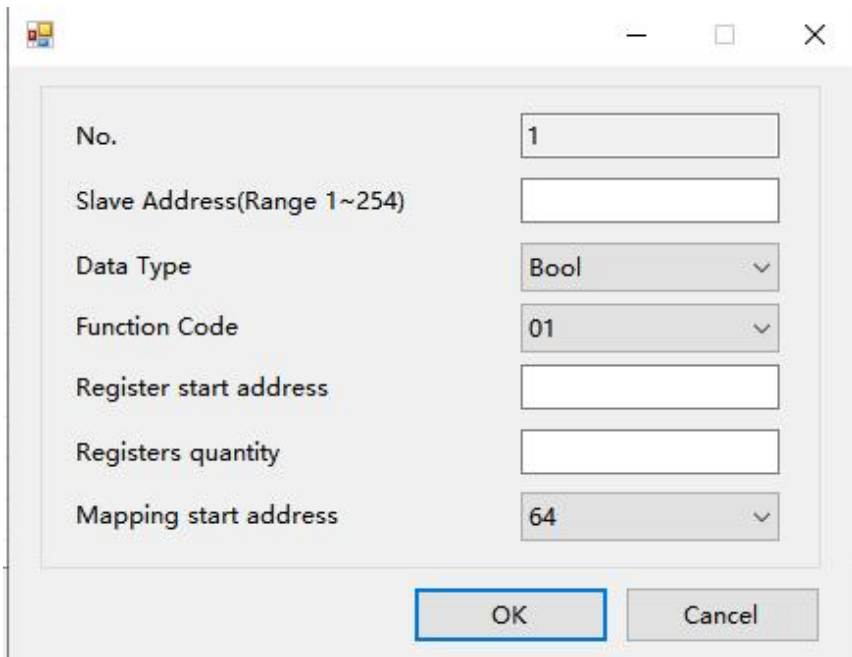 No. 1
Slave Address(Range 1~254)
Data Type Bool
Function Code 01
Register start address
Registers quantity
Mapping start address 64
OK Cancel